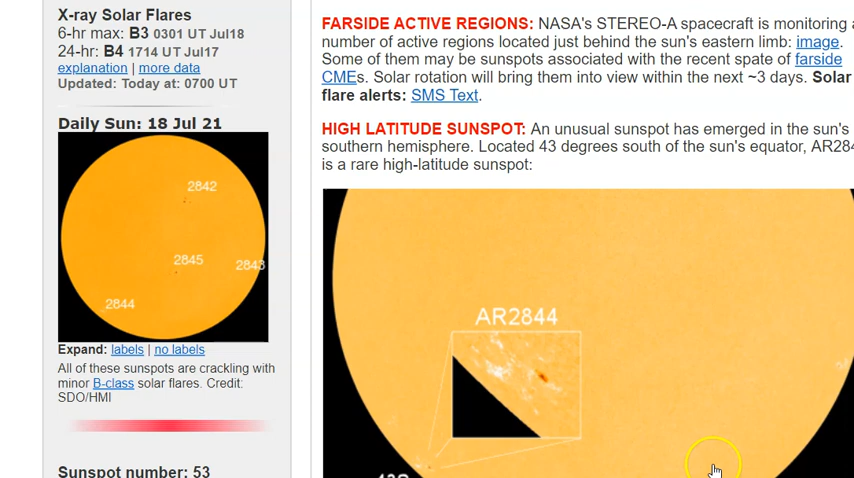 X-ray Solar Flares
6-hr max: B3 0301 UT Jul18
24-hr: B4 1714 UT Jul17
explanation | more data
Updated: Today at: 0700 UT
Daily Sun: 18 Jul 21
2842
2845
2843
2844
Expand: labels | no labels
All of these sunspots are crackling with
minor B-class solar flares. Credit:
SDO/HMI
Sunspot number: 53
FARSIDE ACTIVE REGIONS: NASA's STEREO-A spacecraft is monitoring a
number of active regions located just behind the sun's eastern limb: image.
Some of them may be sunspots associated with the recent spate of farside
CMEs. Solar rotation will bring them into view within the next ~3 days. Solar
flare alerts: SMS Text.
HIGH LATITUDE SUNSPOT: An unusual sunspot has emerged in the sun's
southern hemisphere. Located 43 degrees south of the sun's equator, AR284
is a rare high-latitude sunspot:
AR2844